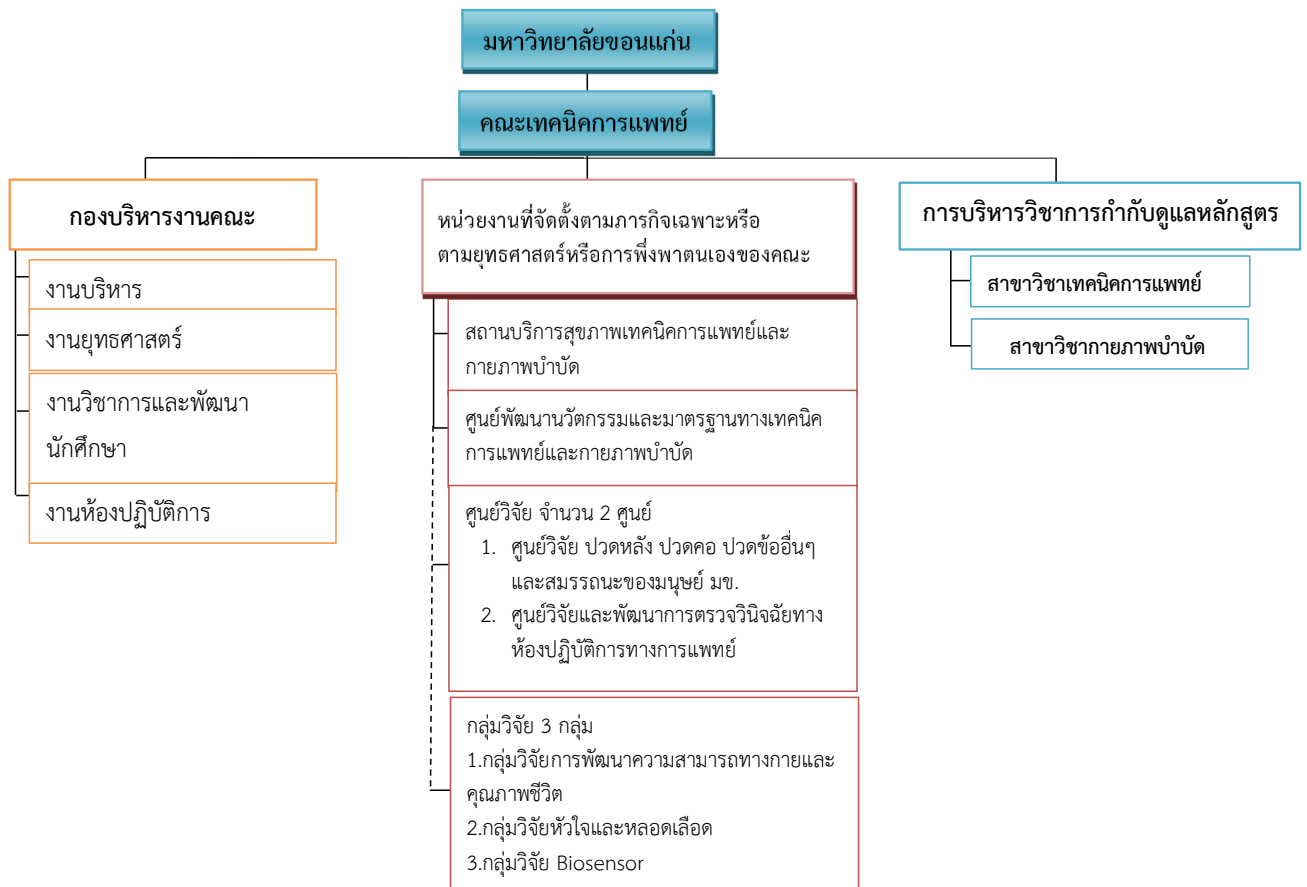 มหาวิทยาลัยขอนแก่น
คณะเทคนิคการแพทย์
กองบริหารงานคณะ
งานบริหาร
งานยุทธศาสตร์
งานวิชาการและพัฒนา
นักศึกษา
งานห้องปฏิบัติการ
หน่วยงานที่จัดตั้งตามภารกิจเฉพาะหรือ
ตามยุทธศาสตร์หรือการพึ่งพาตนเองของคณะ
สถานบริการสุขภาพเทคนิคการแพทย์และ
กายภาพบำบัด
ศูนย์พัฒนานวัตกรรมและมาตรฐานทางเทคนิค
การแพทย์และกายภาพบำบัด
ศูนย์วิจัย จำนวน 2 ศูนย์
1. ศูนย์วิจัย ปวดหลัง ปวดคอ ปวดข้ออื่นๆ
และสมรรถนะของมนุษย์ มข.
2. ศูนย์วิจัยและพัฒนาการตรวจวินิจฉัยทาง
ห้องปฏิบัติการทางการแพทย์
กลุ่มวิจัย 3 กลุ่ม
1.กลุ่มวิจัยการพัฒนาความสามารถทางกายและ
คุณภาพชีวิต
2.กลุ่มวิจัยหัวใจและหลอดเลือด
3.กลุ่มวิจัย Biosensor
การบริหารวิชาการกำกับดูแลหลักสูตร
สาขาวิชาเทคนิคการแพทย์
สาขาวิชากายภาพบำบัด